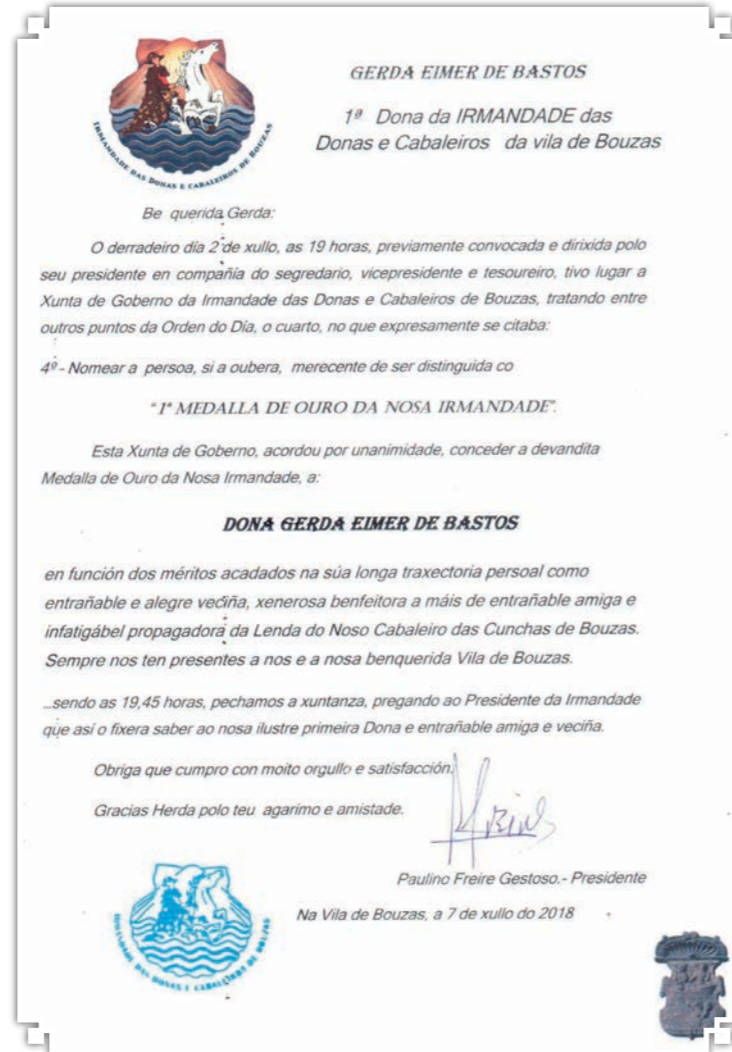 GERDA EIMER DE BASTOS
1ª Dona da IRMANDADE das
Donas e Cabaleiros da vila de Bouzas
IRMANDADE DAS DONAS E CABALEIROS DE BOUZAS
Be querida Gerda:
O derradeiro día 2 de xullo, as 19 horas, previamente convocada e dirixida polo
seu presidente en compañía do segredario, vicepresidente e tesoureiro, tivo lugar a
Xunta de Goberno da Irmandade das Donas e Cabaleiros de Bouzas, tratando entre
outros puntos da Orden do Día, o cuarto, no que expresamente se citaba:
4º- Nomear a persoa, si a oubera, merecente de ser distinguida co
"1ª MEDALLA DE OURO DA NOSA IRMANDADE".
Esta Xunta de Goberno, acordou por unanimidade, conceder a devandita
Medalla de Ouro da Nosa Irmandade, a:
DONA GERDA EIMER DE BASTOS
en función dos méritos acadados na súa longa traxectoria persoal como
entrañable e alegre veciña, xenerosa benfeitora a máis de entrañable amiga e
infatigábel propagadora da Lenda do Noso Cabaleiro das Cunchas de Bouzas.
Sempre nos ten presentes a nos e a nosa benquerida Vila de Bouzas.
...sendo as 19,45 horas, pechamos a xuntanza, pregando ao Presidente da Irmandade
que así o fixera saber ao nosa ilustre primeira Dona e entrañable amiga e veciña.
Obriga que cumpro con moito orgullo e satisfacción.
Gracias Herda polo teu agarimo e amistade.
Paulino Freire Gestoso.- Presidente
Na Vila de Bouzas, a 7 de xullo do 2018
IRMANDADE DAS DONAS E CABALEIROS DE BOUZAS